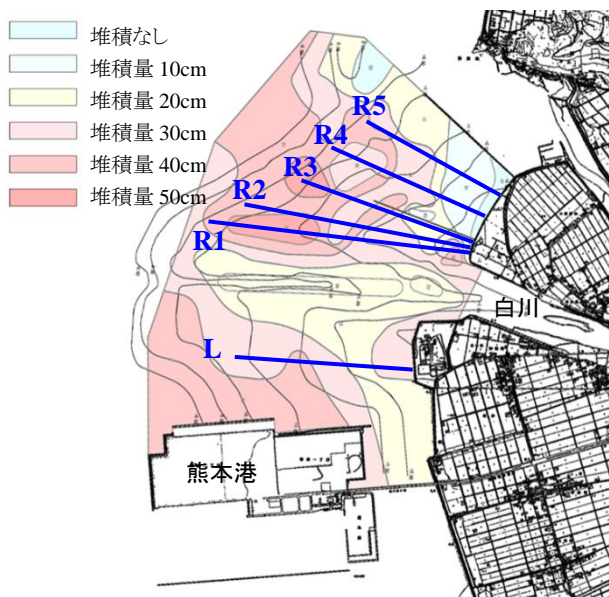 堆積なし
堆積量 10cm
堆積量 20cm
堆積量 30cm
堆積量 40cm
堆積量 50cm
R5
R4
R3
R2
R1
白川
L
熊本港